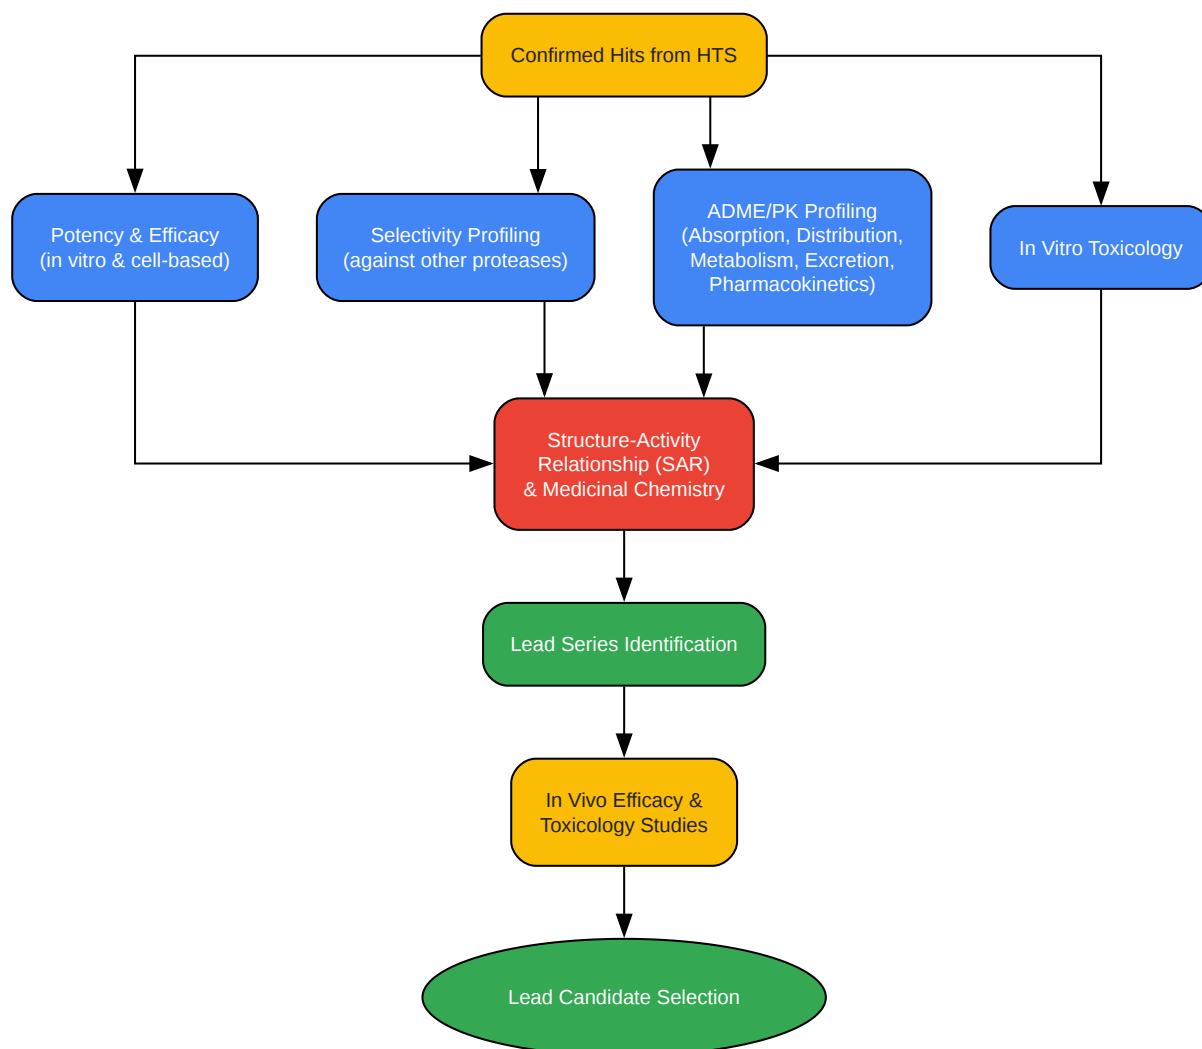 Confirmed Hits from HTS
Potency & Efficacy
(in vitro & cell-based)
Selectivity Profiling
(against other proteases)
ADME/PK Profiling
(Absorption, Distribution,
Metabolism, Excretion,
Pharmacokinetics)
In Vitro Toxicology
Structure-Activity
Relationship (SAR)
& Medicinal Chemistry
Lead Series Identification
In Vivo Efficacy &
Toxicology Studies
Lead Candidate Selection